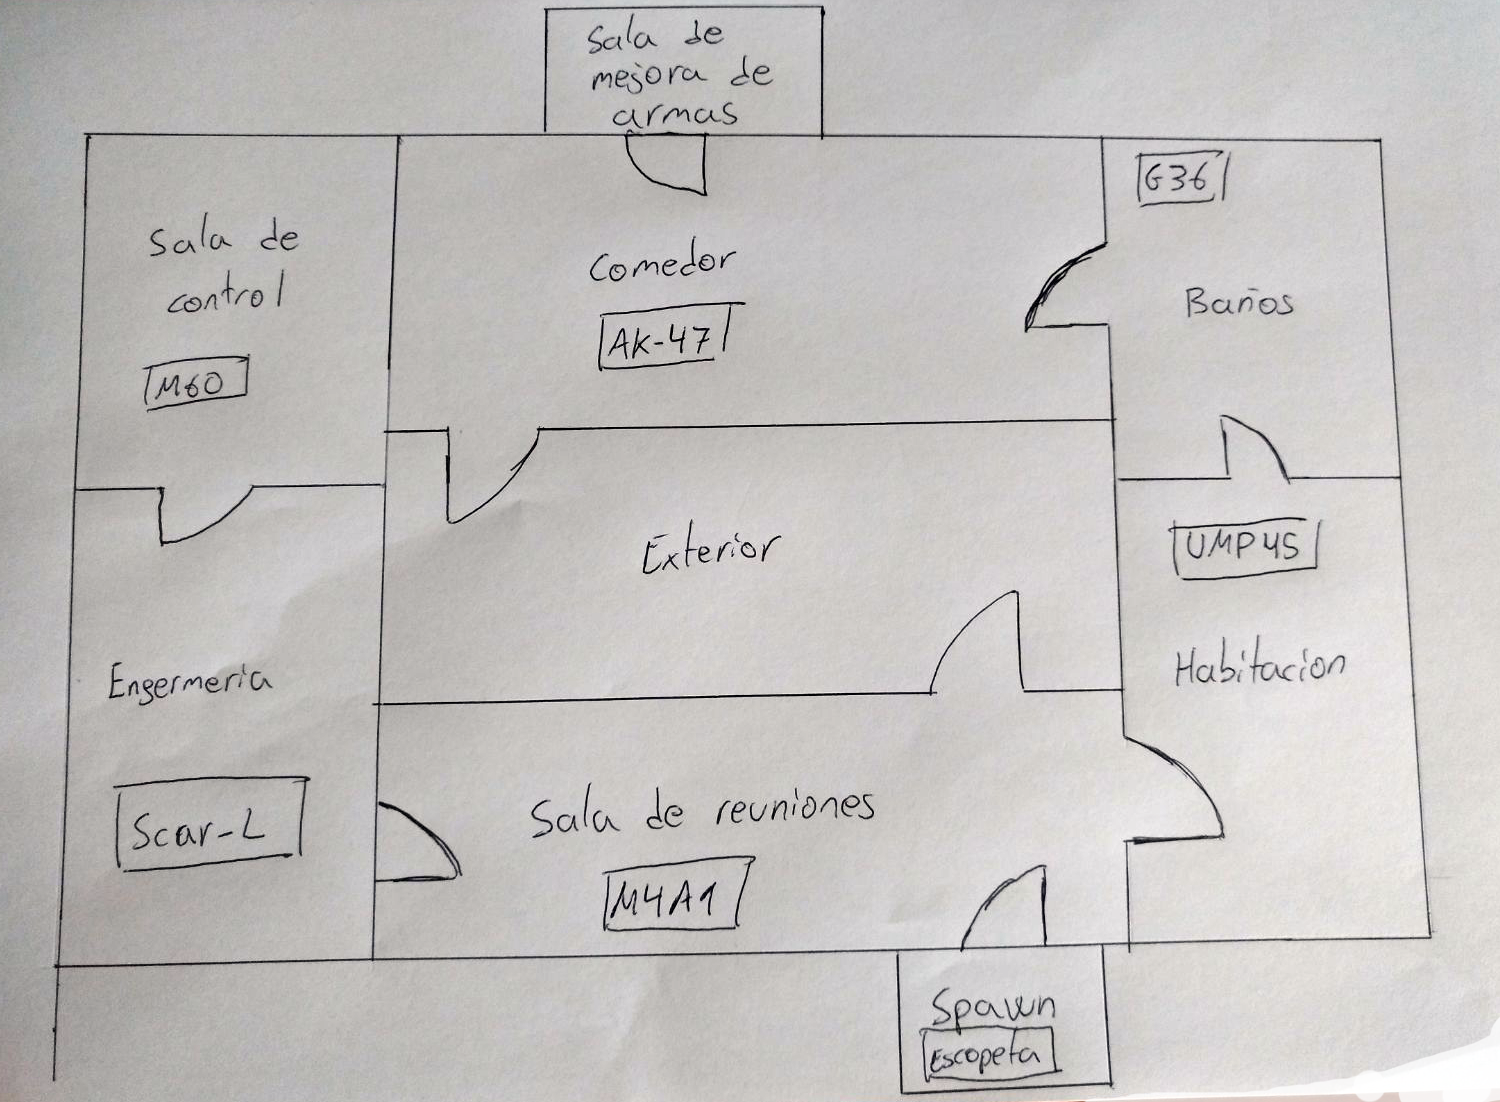 Sala de
mejora de
armas
Sala de
control
M60
Comedor
AK-47
G36
Baños
Exterior
UMP45
Habitacion
Engermeria
Scar-L
Sala de reuniones
M4A1
Spawn
Escopeta